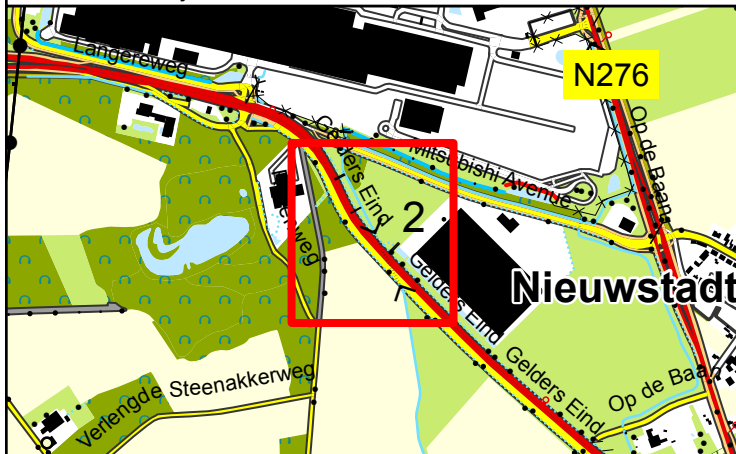 Langereweg
N276
Gelders Eind
Mitsubishi Avenue
Op de Baan
2
Gelders Eind
Nieuwstadt
Gelders Eind
Op de Baan
Verlengde Steenakkerweg